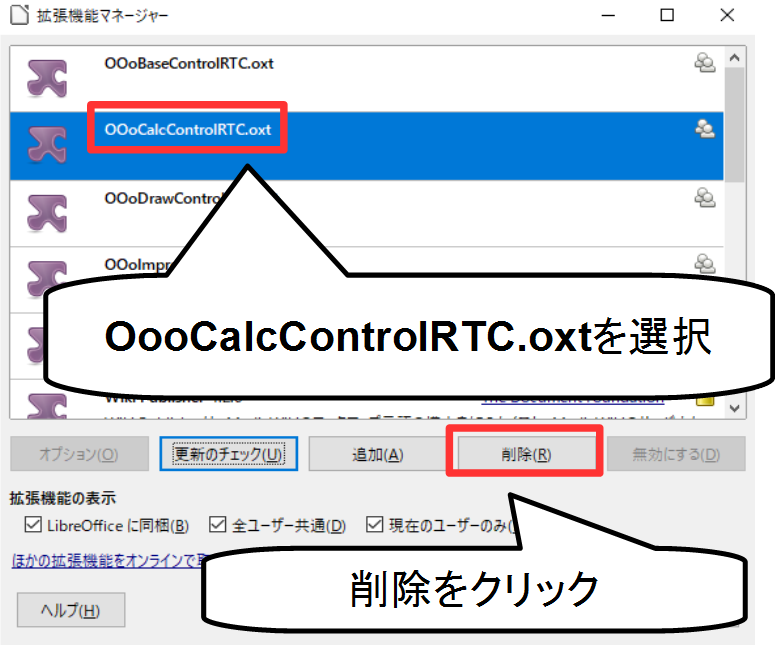 拡張機能マネージャー
OOoBaseControlRTC.oxt
OOoCalcControlRTC.oxt
OOoDrawControl
OOoImpr
OooCalcControlRTC.oxtを選択
The Document Foundation
オプション(O)
更新のチェック(U)
追加(A)
削除(R)
無効にする(D)
拡張機能の表示
LibreOffice に同梱(B)
全ユーザー共通(D)
現在のユーザーのみ(
ほかの拡張機能をオンラインで
削除をクリック
ヘルプ(H)